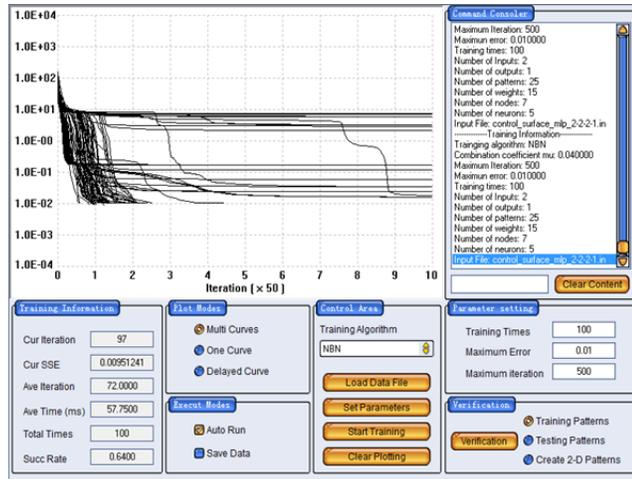 1.0E+04
1.0E+03
1.0E+02
1.0E+01
1.0E-00
1.0E-01
1.0E-02
1.0E-03
1.0E-04
0 1 2 3 4 5 6 7 8 9 10
Iteration [ × 50 ]
Command Consoler
Maximum Iteration: 500
Maximun error: 0.010000
Training times: 100
Number of Inputs: 2
Number of outputs: 1
Number of patterns: 25
Number of weights: 15
Number of nodes: 7
Number of neurons: 5
Input File: control_surface_mlp_2-2-2-1.in
---------------Training Information---------------
Trainging algorithm: NBN
Combination coefficient mu: 0.040000
Maximum Iteration: 500
Maximun error: 0.010000
Training times: 100
Number of Inputs: 2
Number of outputs: 1
Number of patterns: 25
Number of weights: 15
Number of nodes: 7
Number of neurons: 5
Input File: control_surface_mlp_2-2-2-1.in
Clear Content
Training Information
Cur Iteration 97
Cur SSE 0.00951241
Ave Iteration 72.0000
Ave Time (ms) 57.7500
Total Times 100
Succ Rate 0.6400
Plot Modes
Multi Curves
One Curve
Delayed Curve
Execut Modes
Auto Run
Save Data
Control Area
Training Algorithm
NBN
Load Data File
Set Parameters
Start Training
Clear Plotting
Parameter setting
Training Times 100
Maximum Error 0.01
Maximum iteration 500
Verification
Verification
Training Patterns
Testing Patterns
Create 2-D Patterns